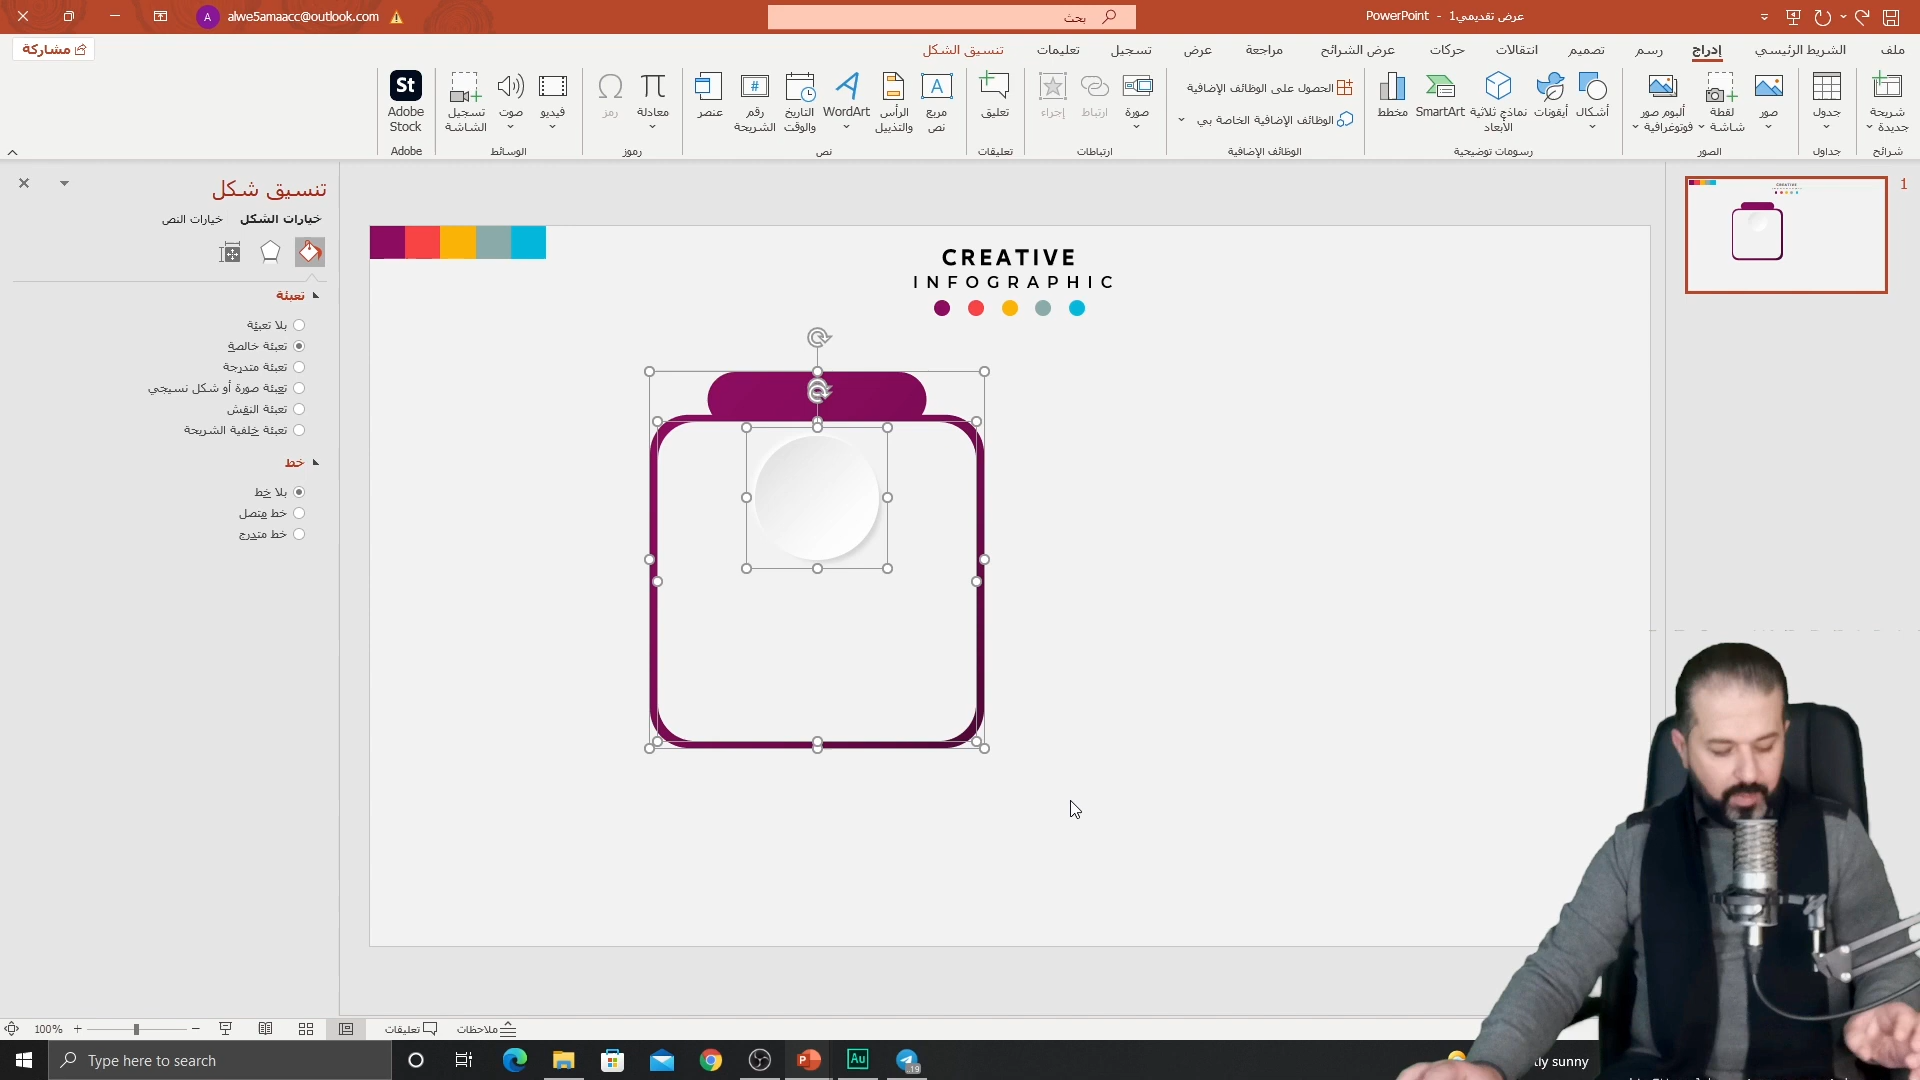 alwe5amaacc@outlook.com
بحث
عرض تقديمي1 - PowerPoint
ملف
الشريط الرئيسي
إدراج
رسم
تصميم
انتقالات
حركات
عرض الشرائح
مراجعة
عرض
تسجيل
تعليمات
تنسيق الشكل
مشاركة
شريحة جديدة
جدول
صور
لقطة شاشة
ألبوم صور فوتوغرافية
أشكال
أيقونات
نماذج ثلاثية الأبعاد
SmartArt
مخطط
الحصول على الوظائف الإضافية
الوظائف الإضافية الخاصة بي
صورة
ارتباط
إجراء
تعليق
مربع نص
الرأس والتذييل
WordArt
التاريخ والوقت
رقم الشريحة
عنصر
معادلة
رمز
فيديو
صوت
تسجيل الشاشة
Adobe Stock
شرائح
جداول
الصور
رسومات توضيحية
الوظائف الإضافية
ارتباطات
تعليقات
نص
رموز
الوسائط
Adobe
تنسيق شكل
خيارات الشكل
خيارات النص
تعبئة
بلا تعبئة
تعبئة خالصة
تعبئة متدرجة
تعبئة صورة أو شكل نسيجي
تعبئة النقش
تعبئة خلفية الشريحة
خط
بلا خط
خط متصل
خط متدرج
CREATIVE
INFOGRAPHIC
1
ملاحظات
تعليقات
100%
Type here to search